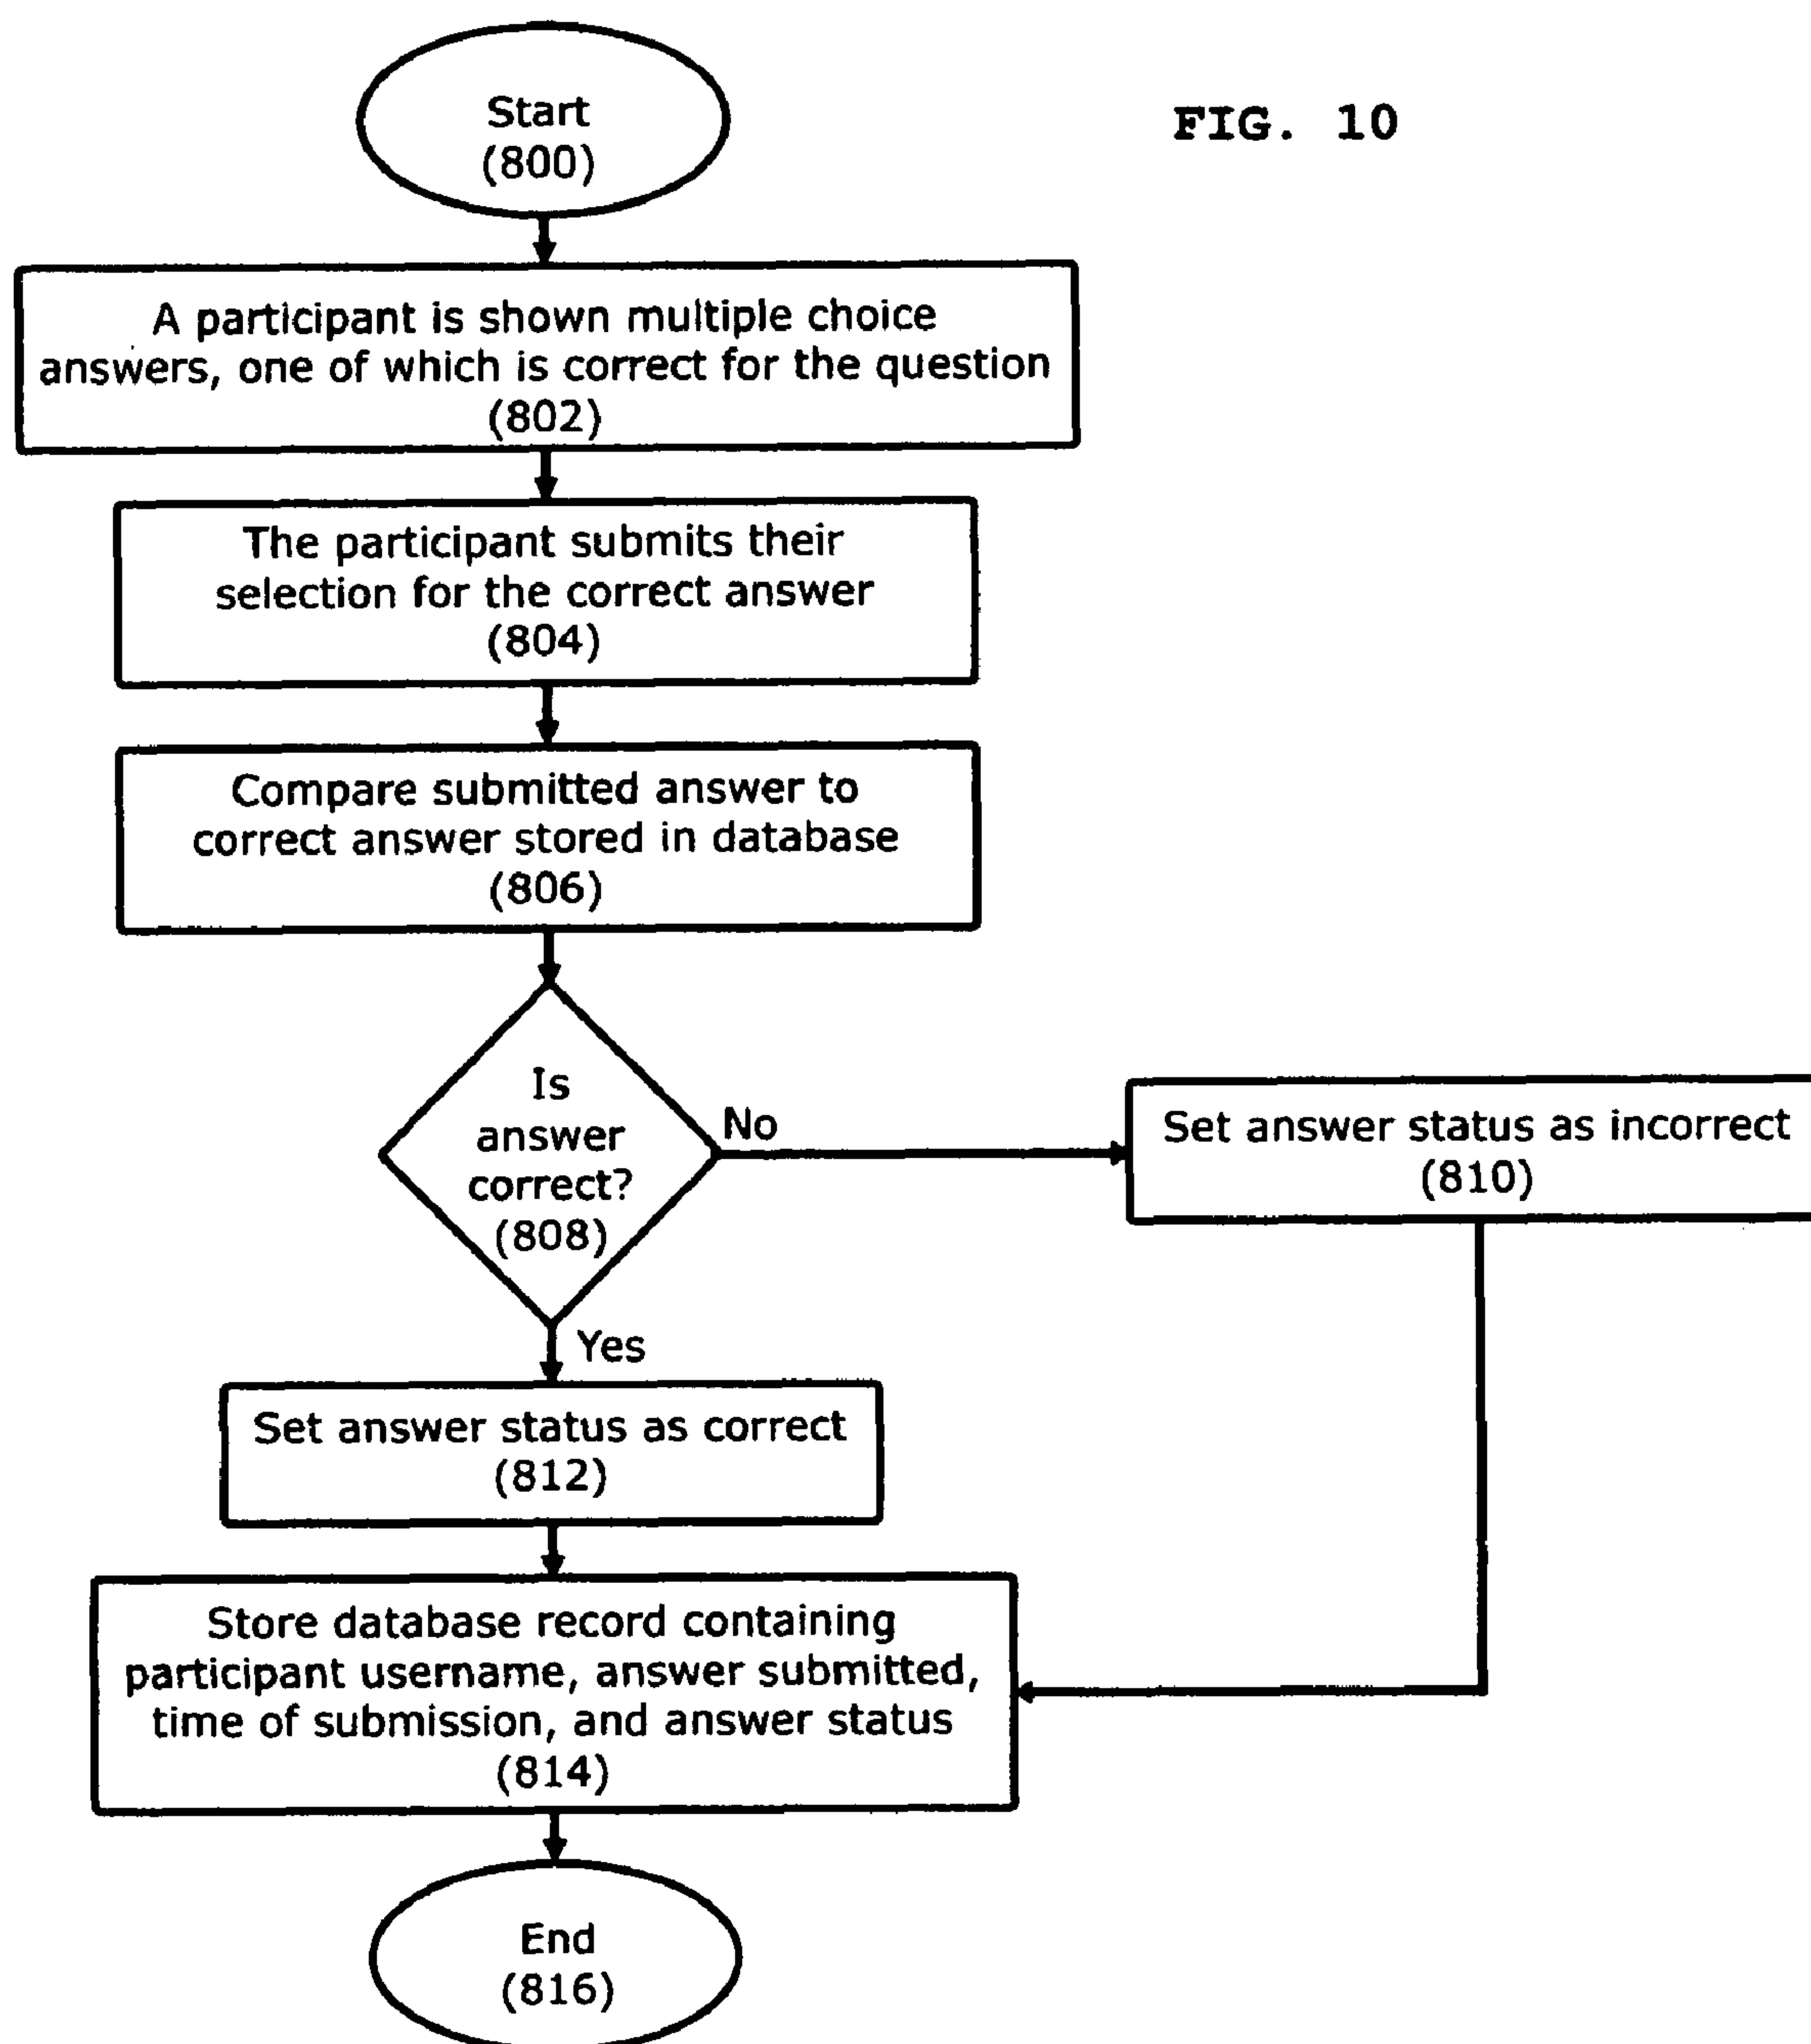 Start
(800)
FIG. 10
A participant is shown multiple choice
answers, one of which is correct for the question
(802)
The participant submits their
selection for the correct answer
(804)
Compare submitted answer to
correct answer stored in database
(806)
Is
answer
correct?
(808)
No
Set answer status as incorrect
(810)
Yes
Set answer status as correct
(812)
Store database record containing
participant username, answer submitted,
time of submission, and answer status
(814)
End
(816)